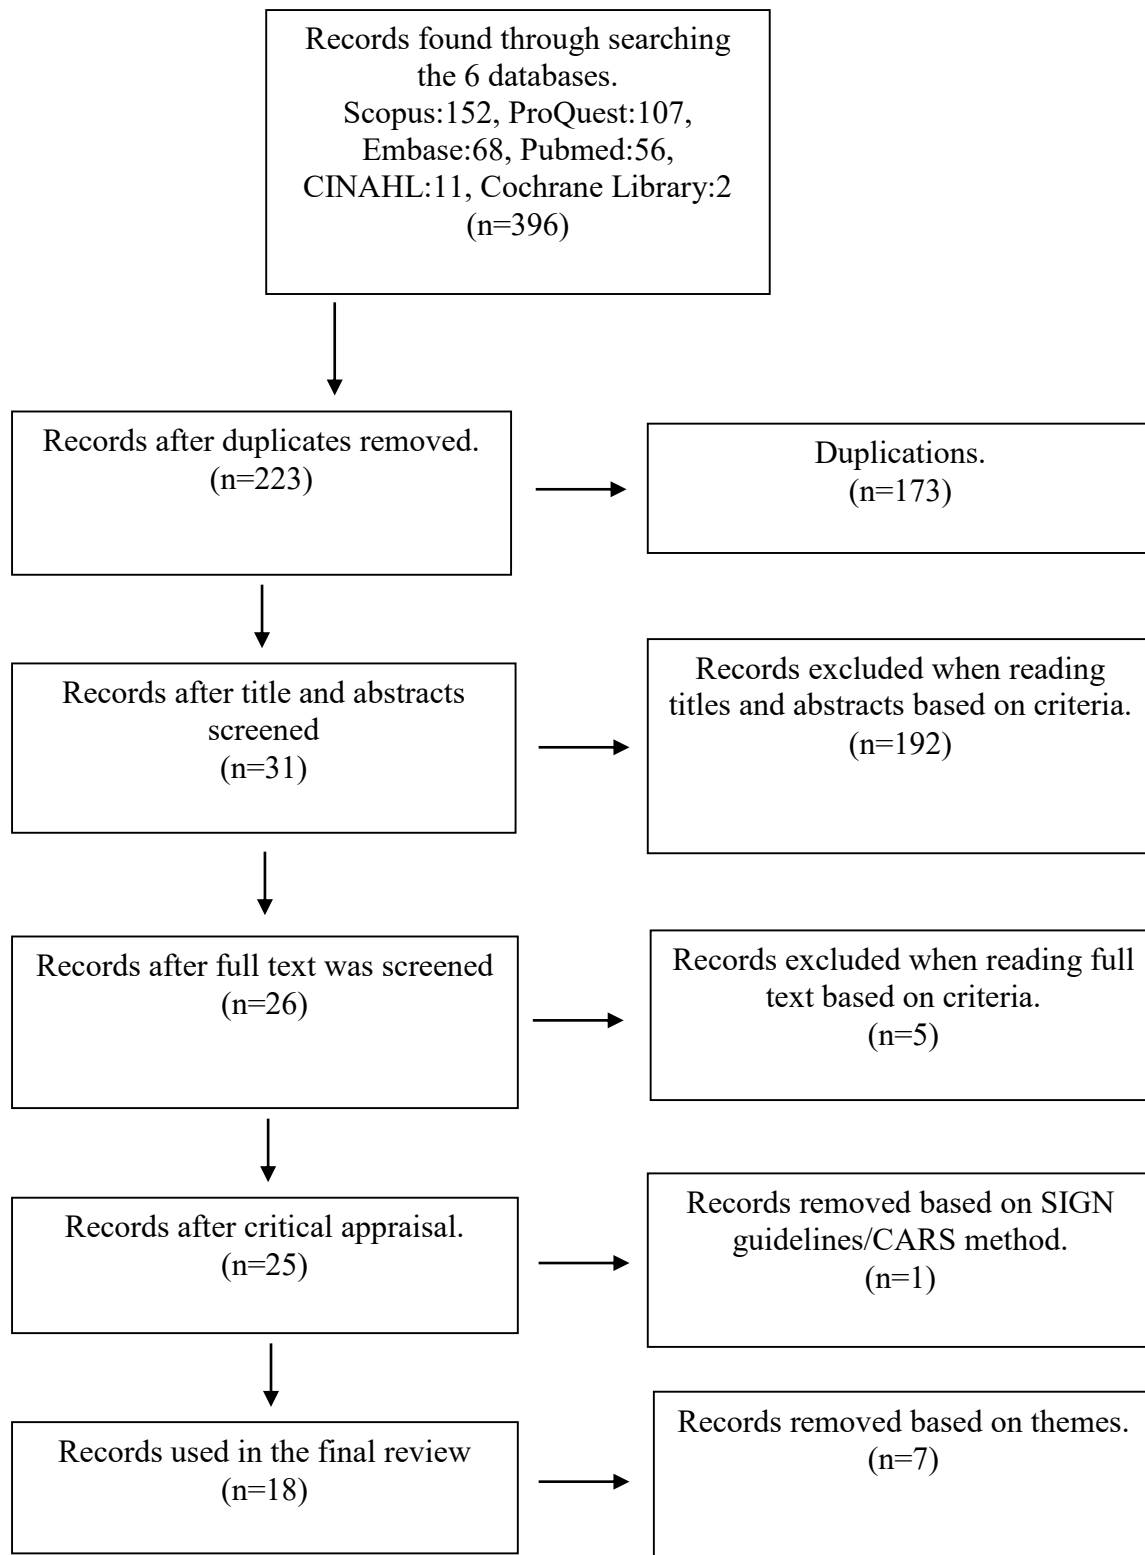 Records found through searching
the 6 databases.
Scopus:152, ProQuest:107,
Embase:68, Pubmed:56,
CINAHL:11, Cochrane Library:2
(n=396)
Records after duplicates removed.
(n=223)
Duplications.
(n=173)
Records after title and abstracts
screened
(n=31)
Records excluded when reading
titles and abstracts based on criteria.
(n=192)
Records after full text was screened
(n=26)
Records excluded when reading full
text based on criteria.
(n=5)
Records after critical appraisal.
(n=25)
Records removed based on SIGN
guidelines/CARS method.
(n=1)
Records used in the final review
(n=18)
Records removed based on themes.
(n=7)